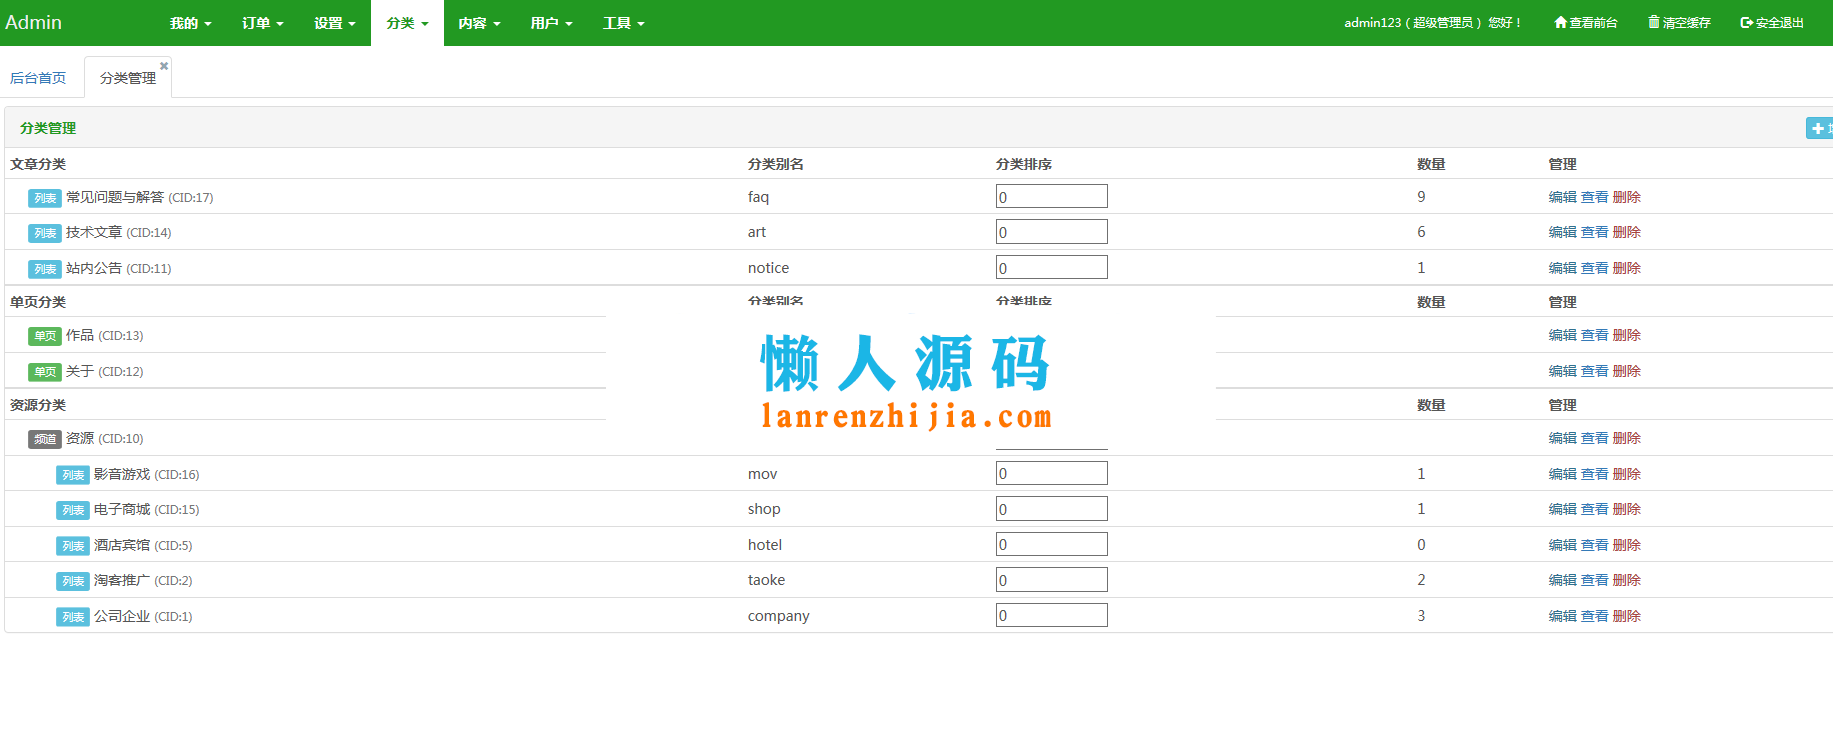 Admin 我的 订单 设置 分类 内容 用户 工具 admin123 ( 超级管理员 ) 您好！ 查看前台 清空缓存 安全退出
后台首页 分类管理
分类管理
文章分类 分类别名 分类排序 数量 管理
列表 常见问题与解答 (CID:17) faq 0 9 编辑 查看 删除
列表 技术文章 (CID:14) art 0 6 编辑 查看 删除
列表 站内公告 (CID:11) notice 0 1 编辑 查看 删除
单页分类 分类别名 分类排序 数量 管理
单页 作品 (CID:13) 编辑 查看 删除
单页 关于 (CID:12) 编辑 查看 删除
懒人源码
lanrenzhijia.com
资源分类 数量 管理
频道 资源 (CID:10) 编辑 查看 删除
列表 影音游戏 (CID:16) mov 0 1 编辑 查看 删除
列表 电子商城 (CID:15) shop 0 1 编辑 查看 删除
列表 酒店宾馆 (CID:5) hotel 0 0 编辑 查看 删除
列表 淘客推广 (CID:2) taoke 0 2 编辑 查看 删除
列表 公司企业 (CID:1) company 0 3 编辑 查看 删除